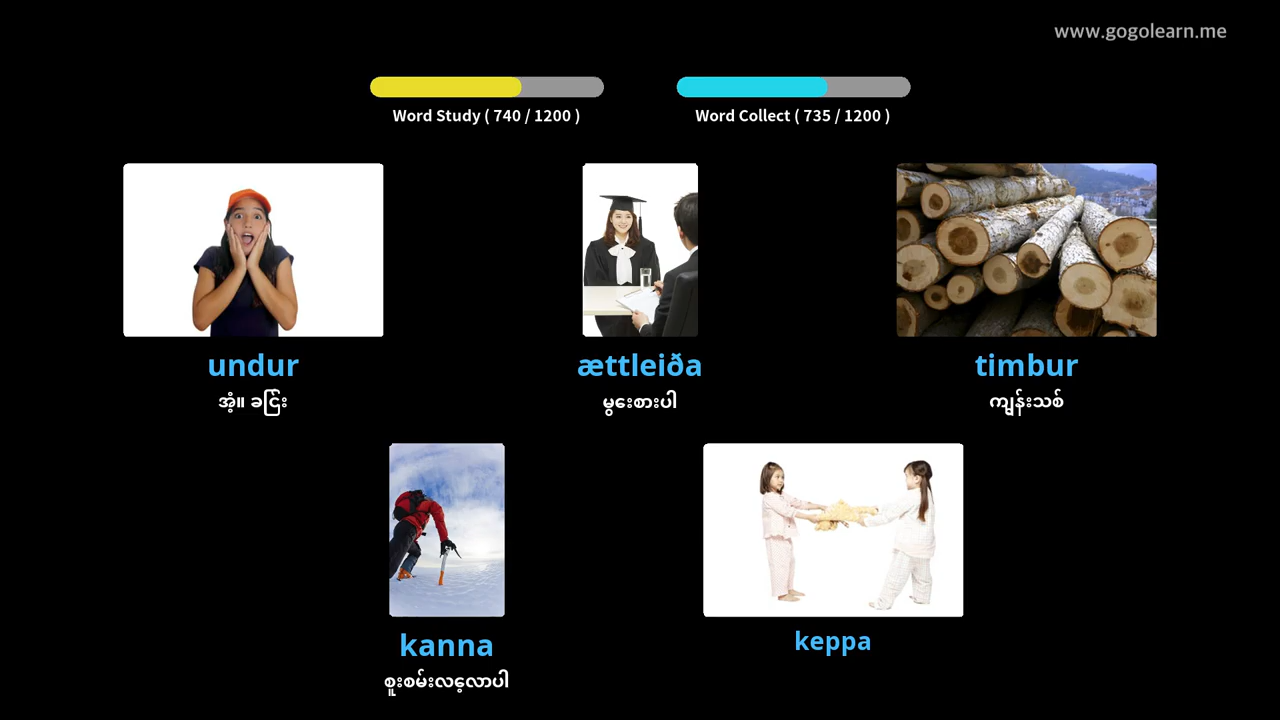 www.gogolearn.me
Word Study ( 740 / 1200 )
Word Collect ( 735 / 1200 )
undur
အံ့။ ခငြ်း
ættleiða
မွေးစားပါ
timbur
ကျွန်းသစ်
kanna
စူးစမ်းလေ့လာပါ
keppa